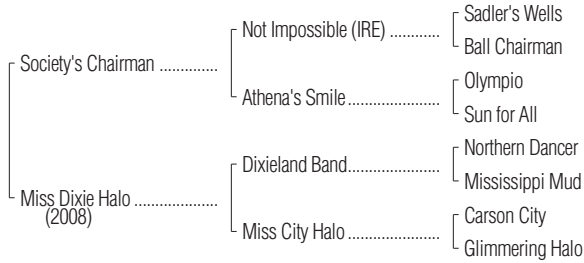 Sadler's Wells
Not Impossible (IRE) ............
Ball Chairman
Society's Chairman ...............
Olympio
Athena's Smile........................
Sun for All
Northern Dancer
Dixieland Band........................
Mississippi Mud
Miss Dixie Halo ......................
(2008)
Carson City
Miss City Halo ........................
Glimmering Halo